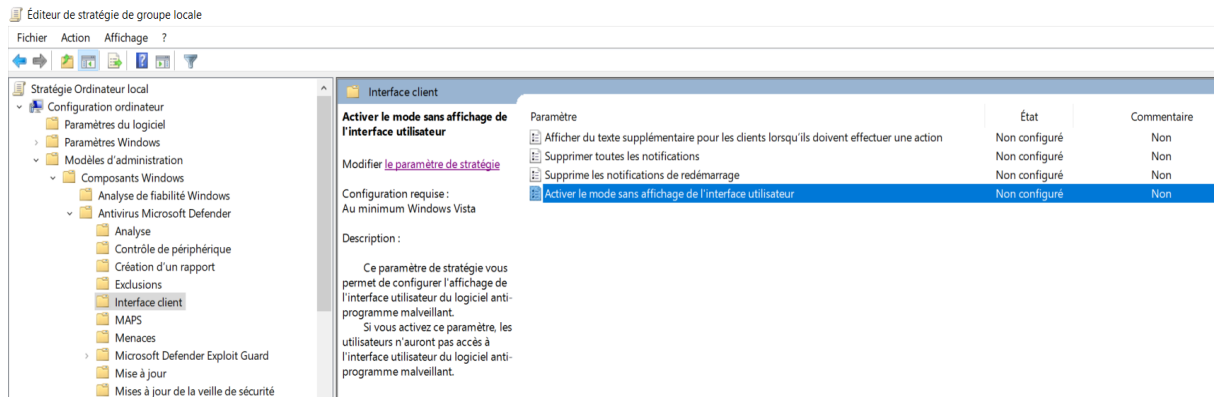 Éditeur de stratégie de groupe locale
Fichier Action Affichage ?
Stratégie Ordinateur local
Configuration ordinateur
Paramètres du logiciel
Paramètres Windows
Modèles d'administration
Composants Windows
Analyse de fiabilité Windows
Antivirus Microsoft Defender
Analyse
Contrôle de périphérique
Création d'un rapport
Exclusions
Interface client
MAPS
Menaces
Microsoft Defender Exploit Guard
Mise à jour
Mises à jour de la veille de sécurité
Interface client
Activer le mode sans affichage de
l'interface utilisateur
Modifier le paramètre de stratégie
Configuration requise :
Au minimum Windows Vista
Description :
Ce paramètre de stratégie vous
permet de configurer l'affichage de
l'interface utilisateur du logiciel anti-
programme malveillant.
Si vous activez ce paramètre, les
utilisateurs n'auront pas accès à
l'interface utilisateur du logiciel anti-
programme malveillant.
Paramètre État Commentaire
Afficher du texte supplémentaire pour les clients lorsqu'ils doivent effectuer une action Non configuré Non
Supprimer toutes les notifications Non configuré Non
Supprime les notifications de redémarrage Non configuré Non
Activer le mode sans affichage de l'interface utilisateur Non configuré Non